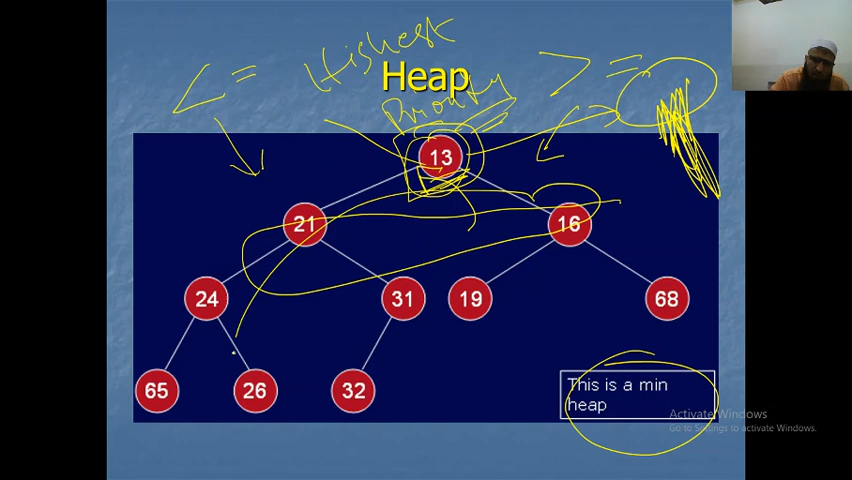 <= Highest >=
Heap
Priority
13
21 16
24 31 19 68
65 26 32
This is a min
heap
Activate Windows
Go to Settings to activate Windows.